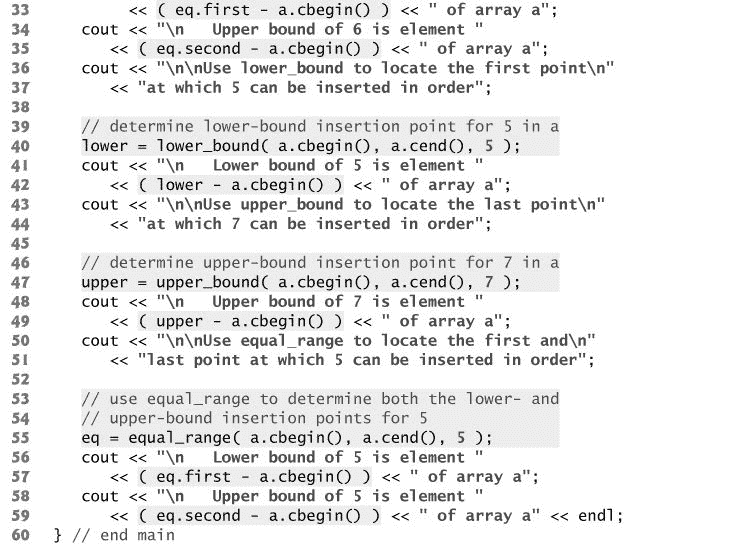 33          << ( eq.first - a.cbegin() ) << " of array a";
34    cout << "\n   Upper bound of 6 is element "
35       << ( eq.second - a.cbegin() ) << " of array a";
36    cout << "\n\nUse lower_bound to locate the first point\n"
37       << "at which 5 can be inserted in order";
38
39    // determine lower-bound insertion point for 5 in a
40    lower = lower_bound( a.cbegin(), a.cend(), 5 );
41    cout << "\n   Lower bound of 5 is element "
42       << ( lower - a.cbegin() ) << " of array a";
43    cout << "\n\nUse upper_bound to locate the last point\n"
44       << "at which 7 can be inserted in order";
45
46    // determine upper-bound insertion point for 7 in a
47    upper = upper_bound( a.cbegin(), a.cend(), 7 );
48    cout << "\n   Upper bound of 7 is element "
49       << ( upper - a.cbegin() ) << " of array a";
50    cout << "\n\nUse equal_range to locate the first and\n"
51       << "last point at which 5 can be inserted in order";
52
53    // use equal_range to determine both the lower- and
54    // upper-bound insertion points for 5
55    eq = equal_range( a.cbegin(), a.cend(), 5 );
56    cout << "\n   Lower bound of 5 is element "
57       << ( eq.first - a.cbegin() ) << " of array a";
58    cout << "\n   Upper bound of 5 is element "
59       << ( eq.second - a.cbegin() ) << " of array a" << endl;
60 } // end main